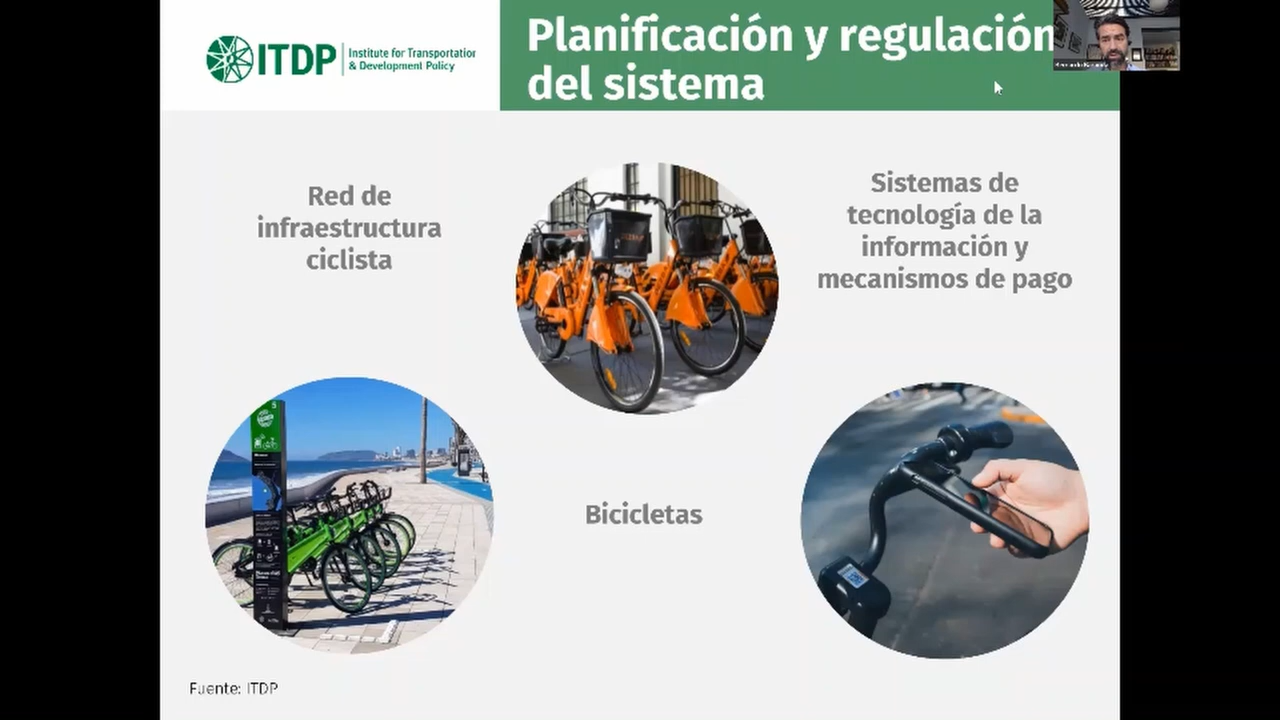 ITDP
Institute for Transportation
& Development Policy
Planificación y regulación
del sistema
Red de
infraestructura
ciclista
Sistemas de
tecnología de la
información y
mecanismos de pago
Bicicletas
Fuente: ITDP